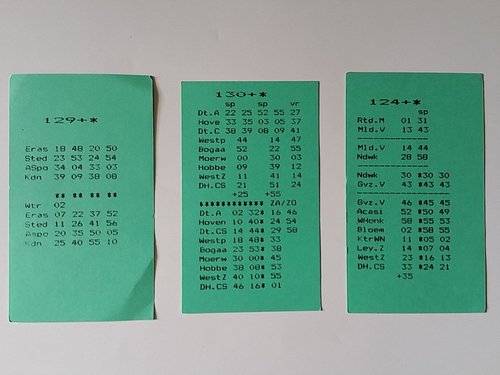 129+*
Eras 18 48 20 50
Sted 23 53 24 54
ASpo 34 04 33 03
Kdn 39 09 38 08
** ** ** **
Wtr 02
Eras 07 22 37 52
Sted 11 26 41 56
Aspo 20 35 50 05
Kdn 25 40 55 10
130+*
sp sp vr
Dt.A 22 25 52 55 27
Hove 33 35 03 05 37
Dt.C 38 39 08 09 41
Westp 44 14 47
Bogaa 52 22 55
Moerw 00 30 03
Hobbe 09 39 12
WestZ 11 41 14
DH.CS 21 51 24
+25 +55
************ ZA/ZO
Dt.A 02 32* 16 46
Hoven 10 40* 24 54
Dt.CS 14 44* 29 58
Westp 18 48* 33
Bogaa 23 53* 38
Moerw 30 00* 45
Hobbe 38 08* 53
WestZ 40 10* 55
DH.CS 46 16* 01
124+*
sp
Rtd.M 01 31
Mld.V 13 43
---------------
Mld.V 14 44
Ndwk 28 58
---------------
Ndwk 30 *30 30
Gvz.V 43 *43 43
---------------
Gvz.V 46 *45 45
Acasi 52 *50 49
WHonk 58 *55 53
Bloem 02 *58 55
KtrWN 11 *05 02
Lev.Z 14 *07 04
WestZ 23 *16 13
DH.CS 33 *24 21
+35